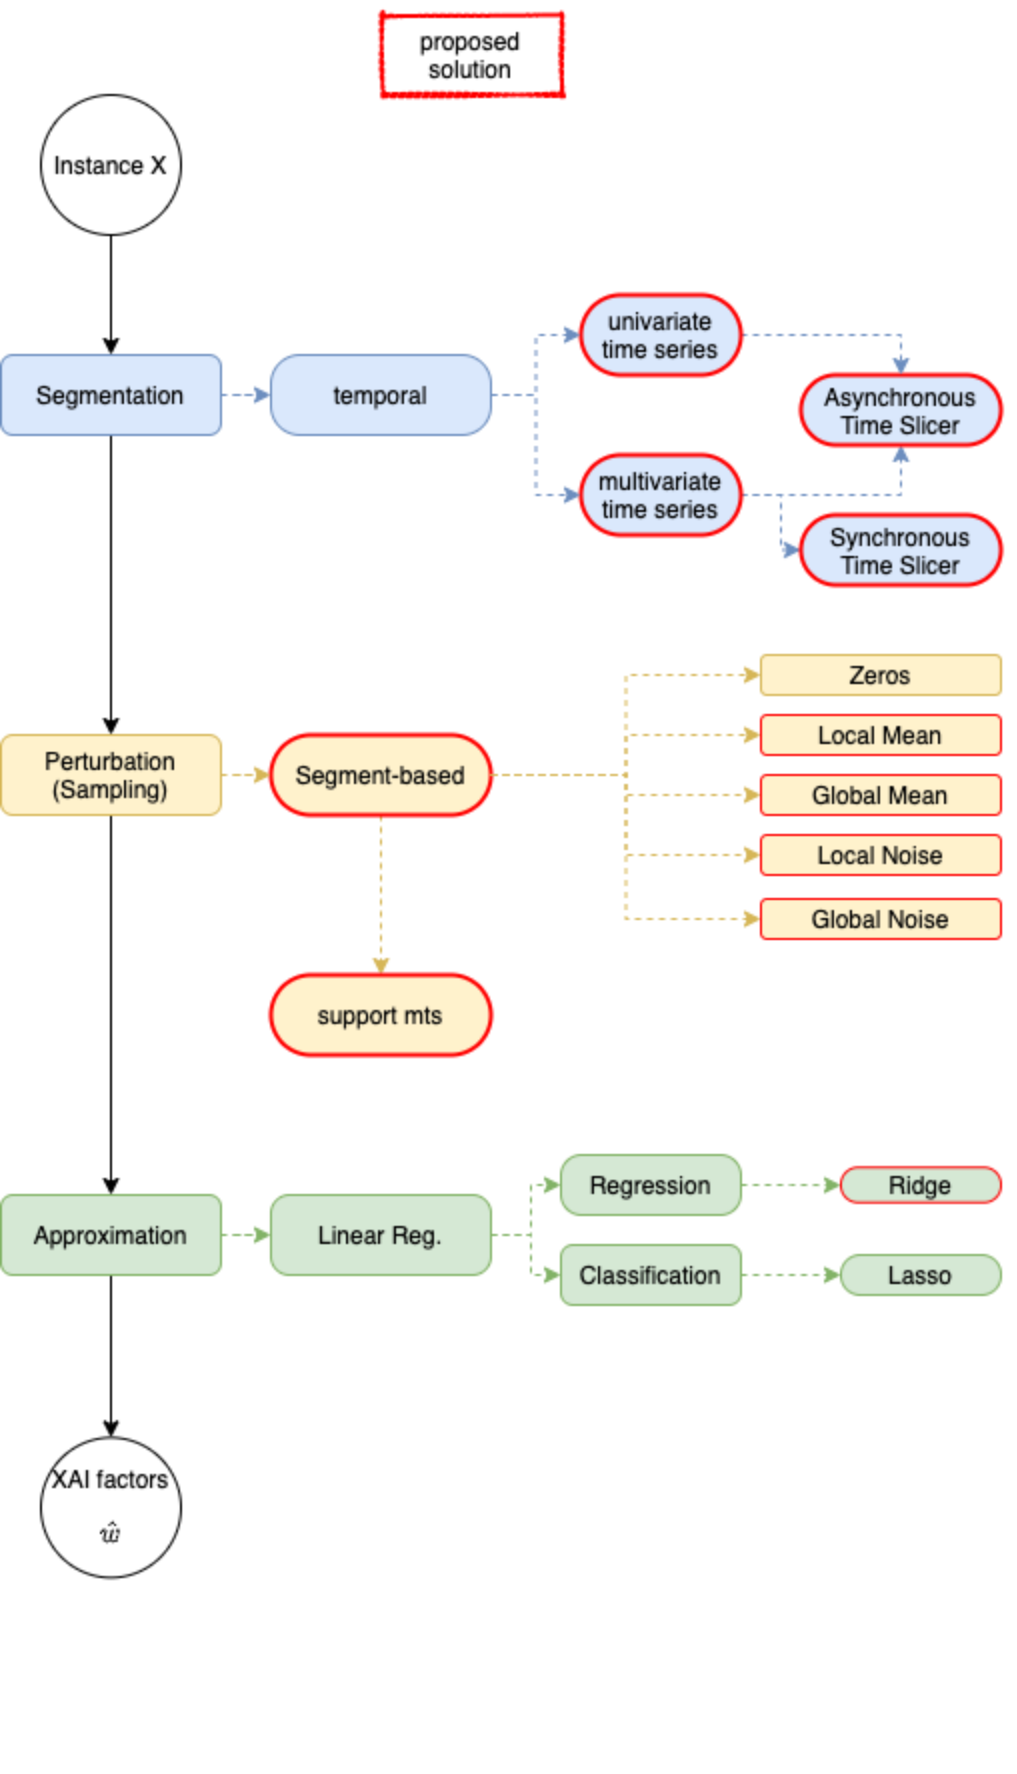 proposed
solution
Instance X
Segmentation
temporal
univariate
time series
multivariate
time series
Asynchronous
Time Slicer
Synchronous
Time Slicer
Perturbation
(Sampling)
Segment-based
support mts
Zeros
Local Mean
Global Mean
Local Noise
Global Noise
Approximation
Linear Reg.
Regression
Ridge
Classification
Lasso
XAI factors
ŵ